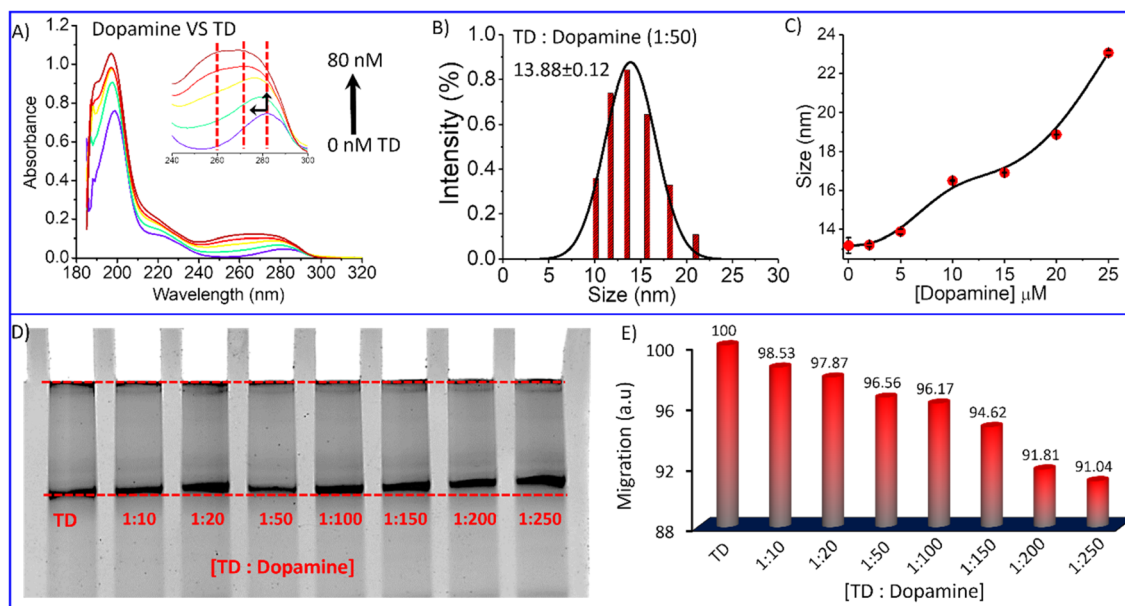 A)
Dopamine VS TD
Absorbance
1.0
0.8
0.6
0.4
0.2
0.0
180 200 220 240 260 280 300 320
Wavelength (nm)
240 260 280 300
80 nM
0 nM TD
B)
TD : Dopamine (1:50)
13.88±0.12
Intensity (%)
1.0
0.8
0.6
0.4
0.2
0.0
0 5 10 15 20 25 30
Size (nm)
C)
Size (nm)
24
22
20
18
16
14
0 5 10 15 20 25
[Dopamine] μM
D)
TD 1:10 1:20 1:50 1:100 1:150 1:200 1:250
[TD : Dopamine]
E)
Migration (a.u)
100
96
92
88
100 98.53 97.87 96.56 96.17 94.62 91.81 91.04
TD 1:10 1:20 1:50 1:100 1:150 1:200 1:250
[TD : Dopamine]